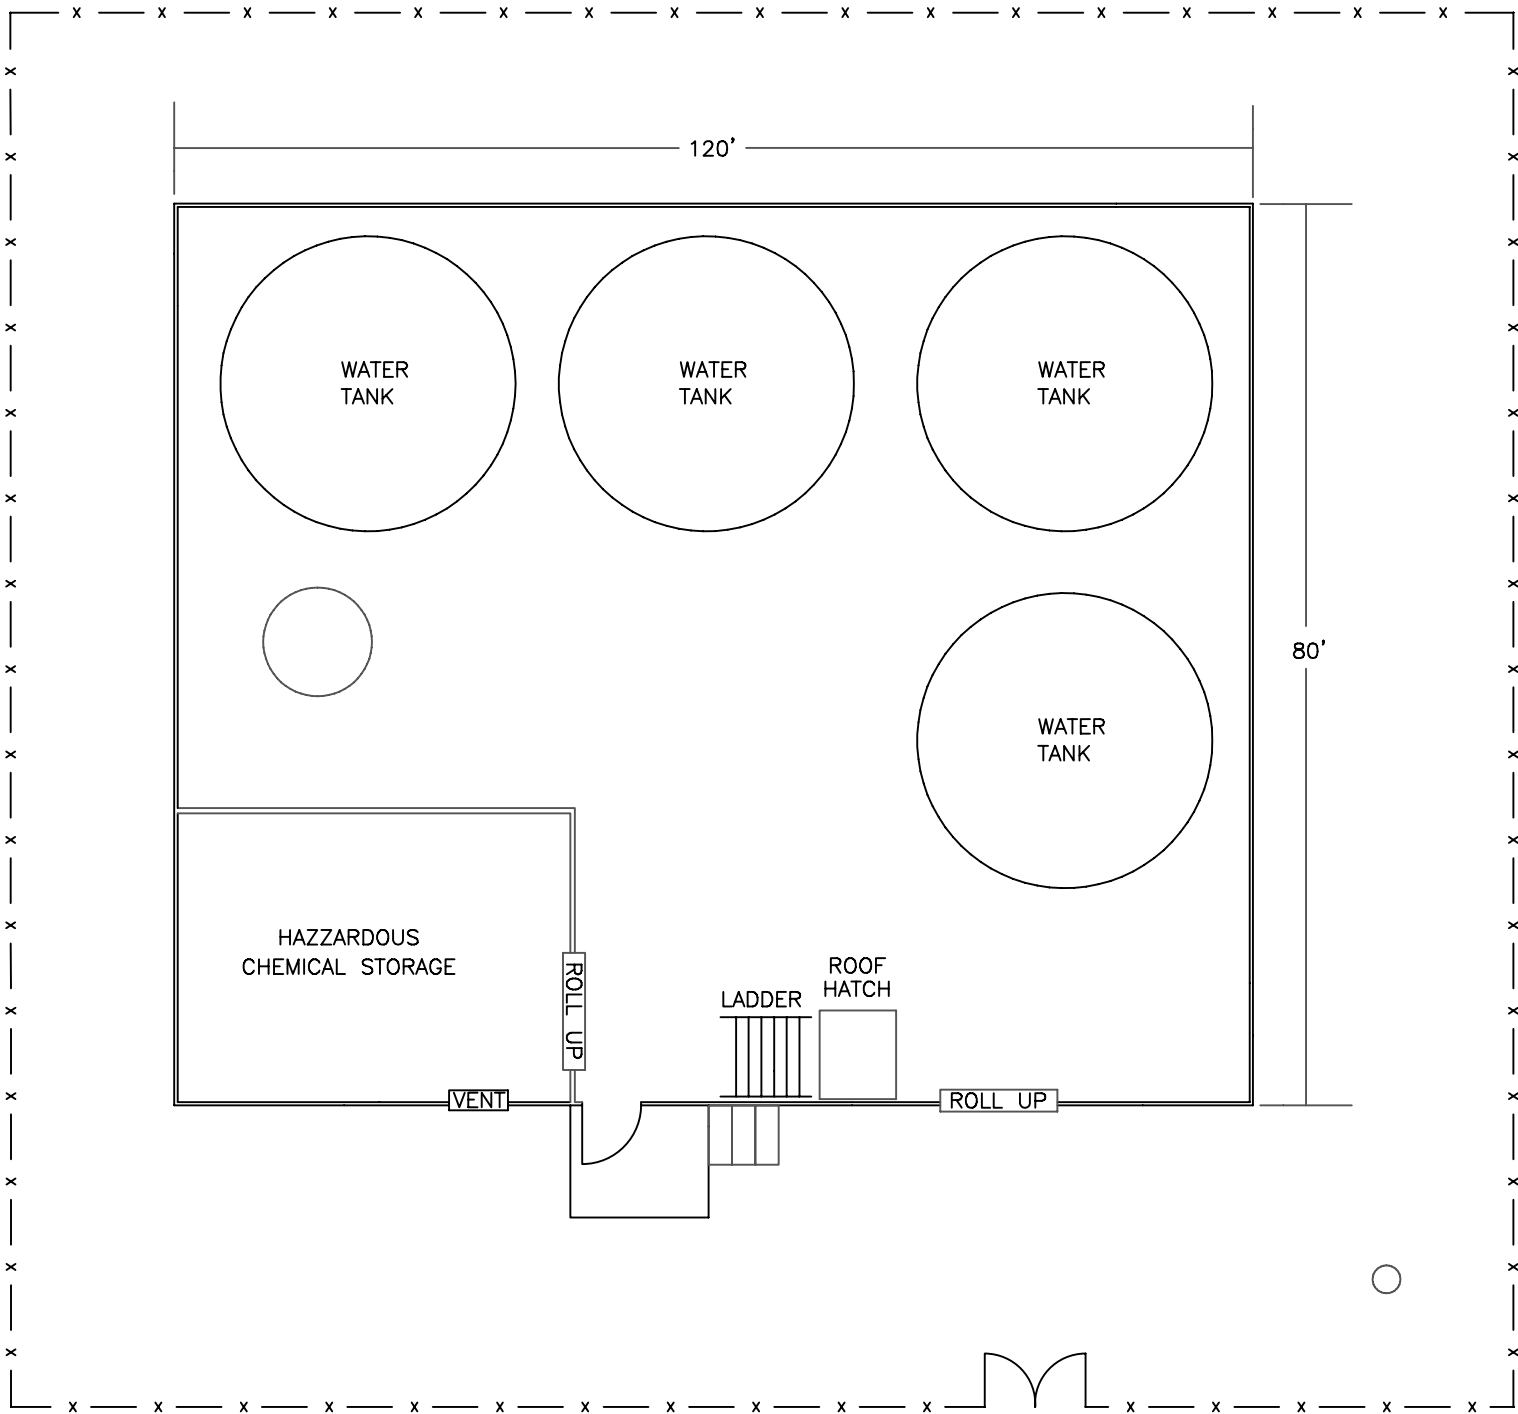 120'
WATER
TANK
WATER
TANK
WATER
TANK
80'
WATER
TANK
HAZZARDOUS
CHEMICAL STORAGE
ROLL UP
LADDER
ROOF
HATCH
VENT
ROLL UP